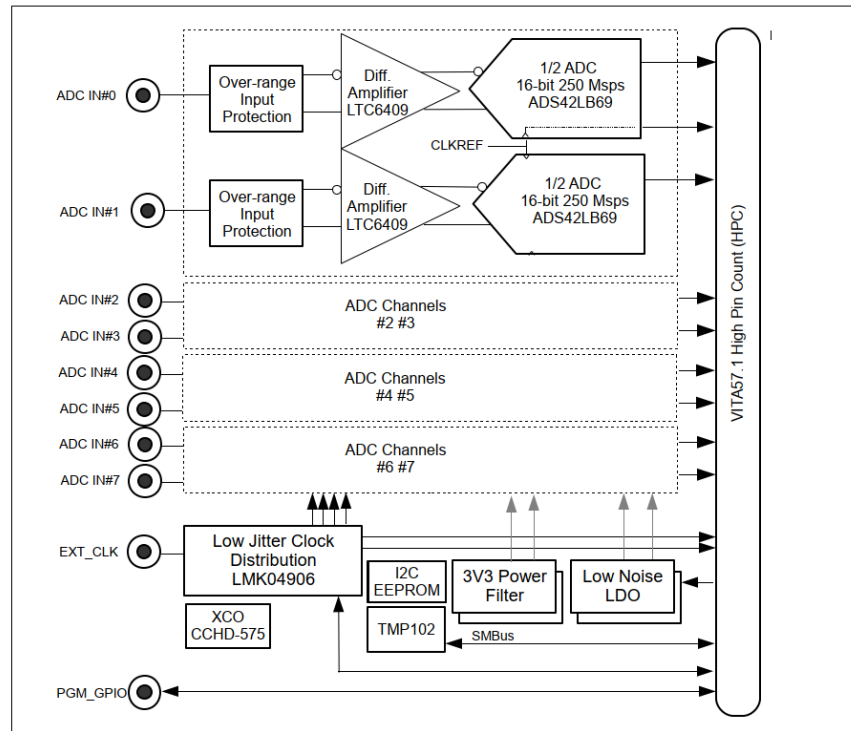 ADC IN#0
Over-range
Input
Protection
Diff.
Amplifier
LTC6409
1/2 ADC
16-bit 250 Msps
ADS42LB69
CLKREF
ADC IN#1
Over-range
Input
Protection
Diff.
Amplifier
LTC6409
1/2 ADC
16-bit 250 Msps
ADS42LB69
VITA57.1 High Pin Count (HPC)
ADC IN#2
ADC IN#3
ADC Channels
#2 #3
ADC IN#4
ADC IN#5
ADC Channels
#4 #5
ADC IN#6
ADC IN#7
ADC Channels
#6 #7
EXT_CLK
Low Jitter Clock
Distribution
LMK04906
XCO
CCHD-575
I2C
EEPROM
TMP102
3V3 Power
Filter
Low Noise
LDO
SMBus
PGM_GPIO